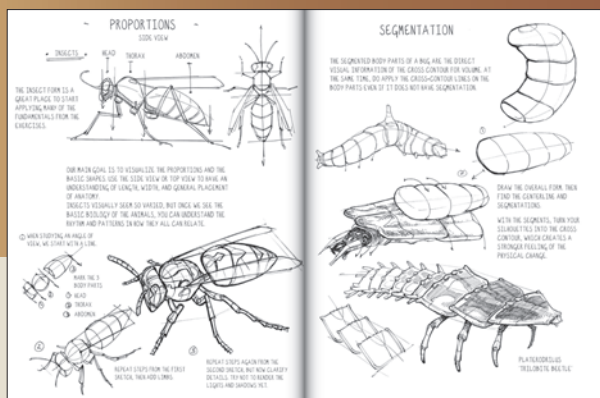 PROPORTIONS
SIDE VIEW
INSECTS
HEAD
THORAX
ABDOMEN
THE INSECT FORM IS A
GREAT PLACE TO START
APPLYING MANY OF THE
FUNDAMENTALS FROM THE
EXERCISES.
OUR MAIN GOAL IS TO VISUALIZE THE PROPORTIONS AND THE
BASIC SHAPES. USE THE SIDE VIEW OR TOP VIEW TO HAVE AN
UNDERSTANDING OF LENGTH, WIDTH, AND GENERAL PLACEMENT
OF ANATOMY.
INSECTS VISUALLY SEEM SO VARIED, BUT ONCE WE SEE THE
BASIC BIOLOGY OF THE ANIMALS, YOU CAN UNDERSTAND THE
RHYTHM AND PATTERNS IN HOW THEY ALL CAN RELATE.
① WHEN STUDYING AN ANGLE OF
VIEW, WE START WITH A LINE.
MARK THE 3
BODY PARTS
① HEAD
② THORAX
③ ABDOMEN
②
REPEAT STEPS FROM THE FIRST
SKETCH, THEN ADD LIMBS.
③
REPEAT STEPS AGAIN FROM THE
SECOND SKETCH, BUT NOW CLARIFY
DETAILS. TRY NOT TO RENDER THE
LIGHTS AND SHADOWS YET.
SEGMENTATION
THE SEGMENTED BODY PARTS OF A BUG ARE THE DIRECT
VISUAL INFORMATION OF THE CROSS CONTOUR FOR VOLUME. AT
THE SAME TIME, DO APPLY THE CROSS-CONTOUR LINES ON THE
BODY PARTS EVEN IF IT DOES NOT HAVE SEGMENTATION.
DRAW THE OVERALL FORM, THEN
FIND THE CENTERLINE AND
SEGMENTATIONS.
WITH THE SEGMENTS, TURN YOUR
SILHOUETTES INTO THE CROSS
CONTOUR, WHICH CREATES A
STRONGER FEELING OF THE
PHYSICAL CHANGE.
PLATERODRILUS
'TRILOBITE BEETLE'